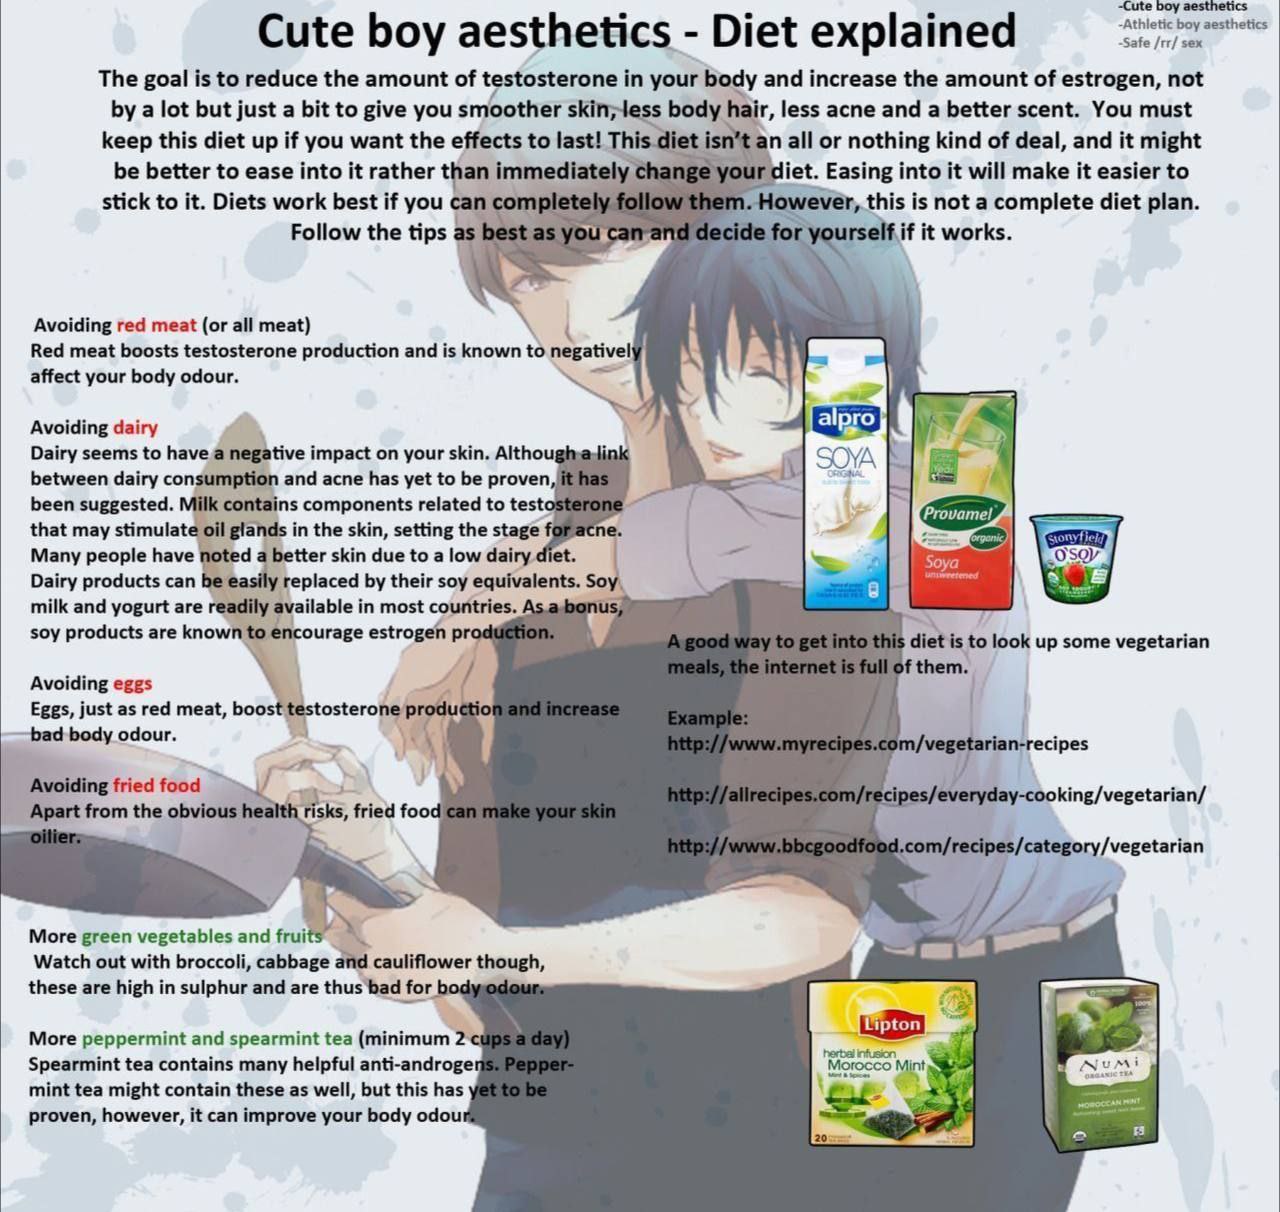 -Cute boy aesthetics
-Athletic boy aesthetics
-Safe /rr/ sex
Cute boy aesthetics - Diet explained
The goal is to reduce the amount of testosterone in your body and increase the amount of estrogen, not
by a lot but just a bit to give you smoother skin, less body hair, less acne and a better scent. You must
keep this diet up if you want the effects to last! This diet isn't an all or nothing kind of deal, and it might
be better to ease into it rather than immediately change your diet. Easing into it will make it easier to
stick to it. Diets work best if you can completely follow them. However, this is not a complete diet plan.
Follow the tips as best as you can and decide for yourself if it works.
Avoiding red meat (or all meat)
Red meat boosts testosterone production and is known to negatively
affect your body odour.
Avoiding dairy
Dairy seems to have a negative impact on your skin. Although a link
between dairy consumption and acne has yet to be proven, it has
been suggested. Milk contains components related to testosterone
that may stimulate oil glands in the skin, setting the stage for acne.
Many people have noted a better skin due to a low dairy diet.
Dairy products can be easily replaced by their soy equivalents. Soy
milk and yogurt are readily available in most countries. As a bonus,
soy products are known to encourage estrogen production.
Avoiding eggs
Eggs, just as red meat, boost testosterone production and increase
bad body odour.
Avoiding fried food
Apart from the obvious health risks, fried food can make your skin
oilier.
More green vegetables and fruits
Watch out with broccoli, cabbage and cauliflower though,
these are high in sulphur and are thus bad for body odour.
More peppermint and spearmint tea (minimum 2 cups a day)
Spearmint tea contains many helpful anti-androgens. Pepper-
mint tea might contain these as well, but this has yet to be
proven, however, it can improve your body odour.
alpro
SOYA
ORIGINAL
Provamel
organic
Soya
unsweetened
Stonyfield
O'SOY
A good way to get into this diet is to look up some vegetarian
meals, the internet is full of them.
Example:
http://www.myrecipes.com/vegetarian-recipes
http://allrecipes.com/recipes/everyday-cooking/vegetarian/
http://www.bbcgoodfood.com/recipes/category/vegetarian
Lipton
herbal infusion
Morocco Mint
Mint & Spices
20
NUMi
ORGANIC TEA
MOROCCAN MINT